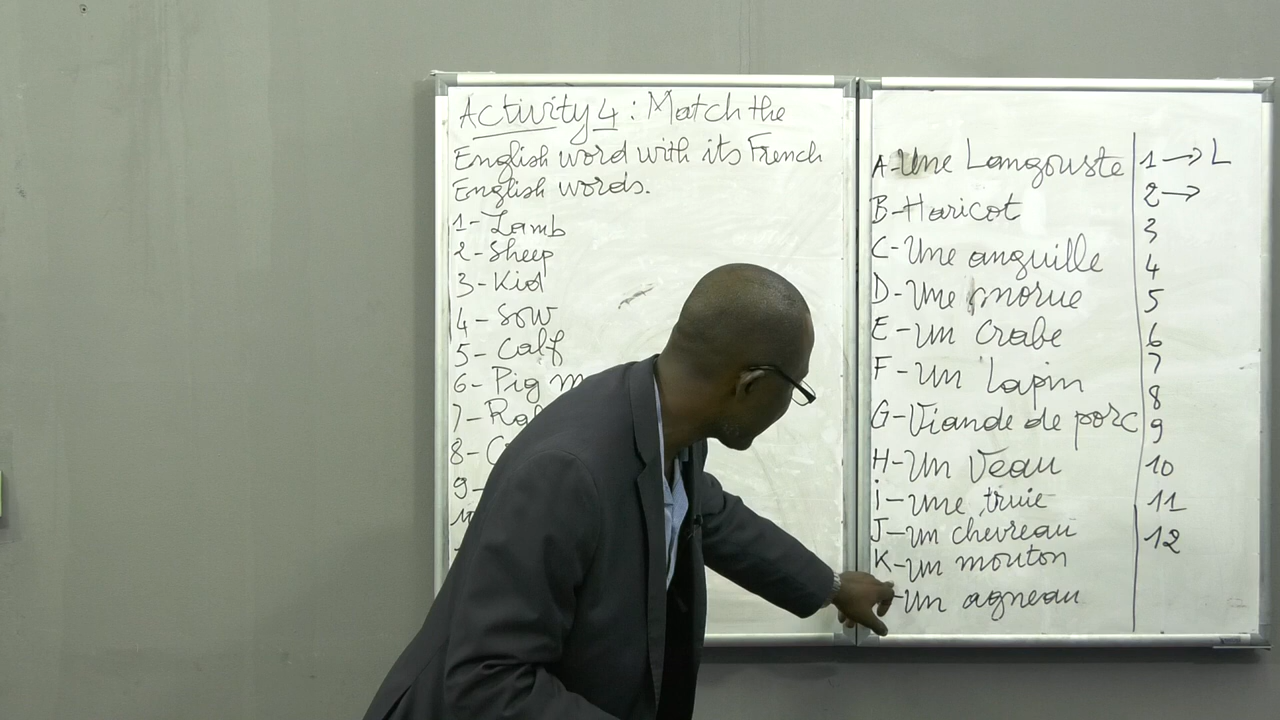 Activity 4 : Match the
English word with its French
English words.
1- Lamb
2- Sheep
3- Kid
4- Sow
5- Calf
6- Pig
7-
8-
9-
A- Une Langouste
B- Haricot
C- Une anguille
D- Une morue
E- Un Crabe
F- Un Lapin
G- Viande de porc
H- Un Veau
i- Une truie
J- Un chevreau
K- Un mouton
- Un agneau
1 → L
2 →
3
4
5
6
7
8
9
10
11
12